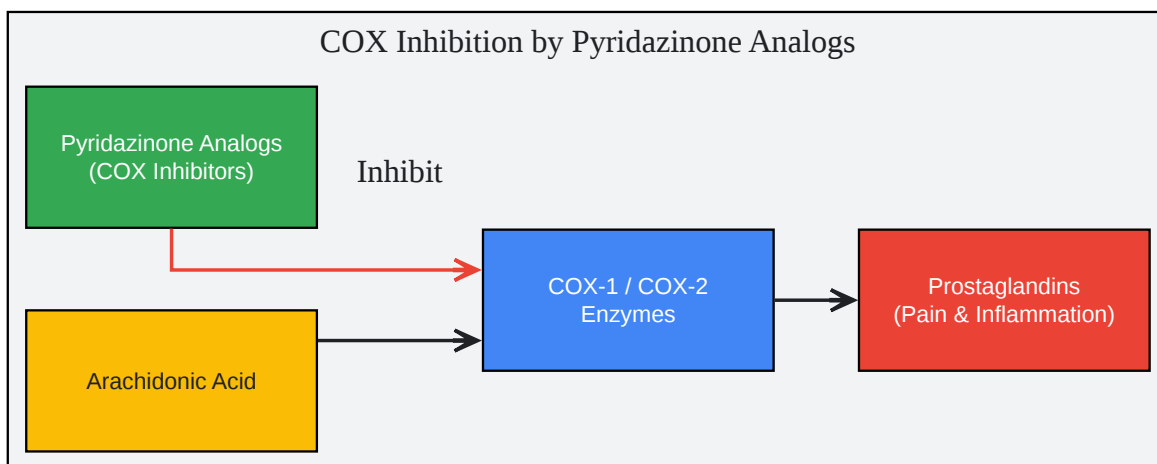 COX Inhibition by Pyridazinone Analogs
Pyridazinone Analogs
(COX Inhibitors)
Inhibit
COX-1 / COX-2
Enzymes
Prostaglandins
(Pain & Inflammation)
Arachidonic Acid